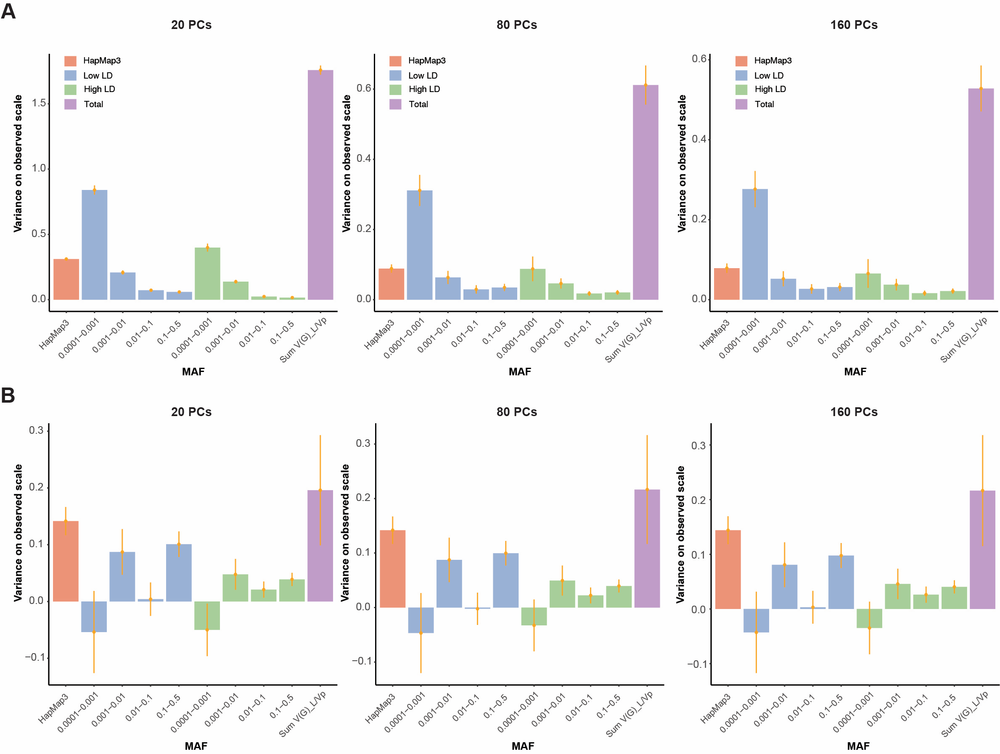 A
20 PCs
HapMap3
Low LD
High LD
Total
Variance on observed scale
1.5
1.0
0.5
0.0
HapMap3
0.0001–0.001
0.001–0.01
0.01–0.1
0.1–0.5
0.0001–0.001
0.001–0.01
0.01–0.1
0.1–0.5
Sum V(G)_L/Vp
MAF
80 PCs
HapMap3
Low LD
High LD
Total
Variance on observed scale
0.6
0.4
0.2
0.0
HapMap3
0.0001–0.001
0.001–0.01
0.01–0.1
0.1–0.5
0.0001–0.001
0.001–0.01
0.01–0.1
0.1–0.5
Sum V(G)_L/Vp
MAF
160 PCs
HapMap3
Low LD
High LD
Total
Variance on observed scale
0.6
0.4
0.2
0.0
HapMap3
0.0001–0.001
0.001–0.01
0.01–0.1
0.1–0.5
0.0001–0.001
0.001–0.01
0.01–0.1
0.1–0.5
Sum V(G)_L/Vp
MAF
B
20 PCs
Variance on observed scale
0.3
0.2
0.1
0.0
−0.1
HapMap3
0.0001–0.001
0.001–0.01
0.01–0.1
0.1–0.5
0.0001–0.001
0.001–0.01
0.01–0.1
0.1–0.5
Sum V(G)_L/Vp
MAF
80 PCs
Variance on observed scale
0.3
0.2
0.1
0.0
−0.1
HapMap3
0.0001–0.001
0.001–0.01
0.01–0.1
0.1–0.5
0.0001–0.001
0.001–0.01
0.01–0.1
0.1–0.5
Sum V(G)_L/Vp
MAF
160 PCs
Variance on observed scale
0.3
0.2
0.1
0.0
−0.1
HapMap3
0.0001–0.001
0.001–0.01
0.01–0.1
0.1–0.5
0.0001–0.001
0.001–0.01
0.01–0.1
0.1–0.5
Sum V(G)_L/Vp
MAF